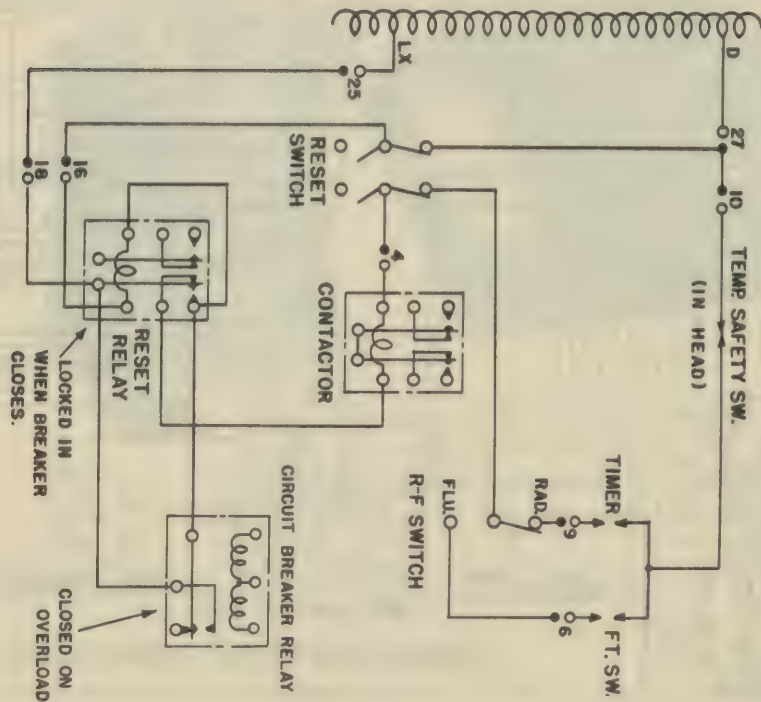 LX
D
25
27
18
16
10
RESET
SWITCH
4
TEMP. SAFETY SW.
(IN HEAD)
CONTACTOR
RESET
RELAY
LOCKED IN
WHEN BREAKER
CLOSES.
TIMER
RAD.
9
R-F SWITCH
FLU.
FT. SW.
6
CIRCUIT BREAKER RELAY
CLOSED ON
OVERLOAD